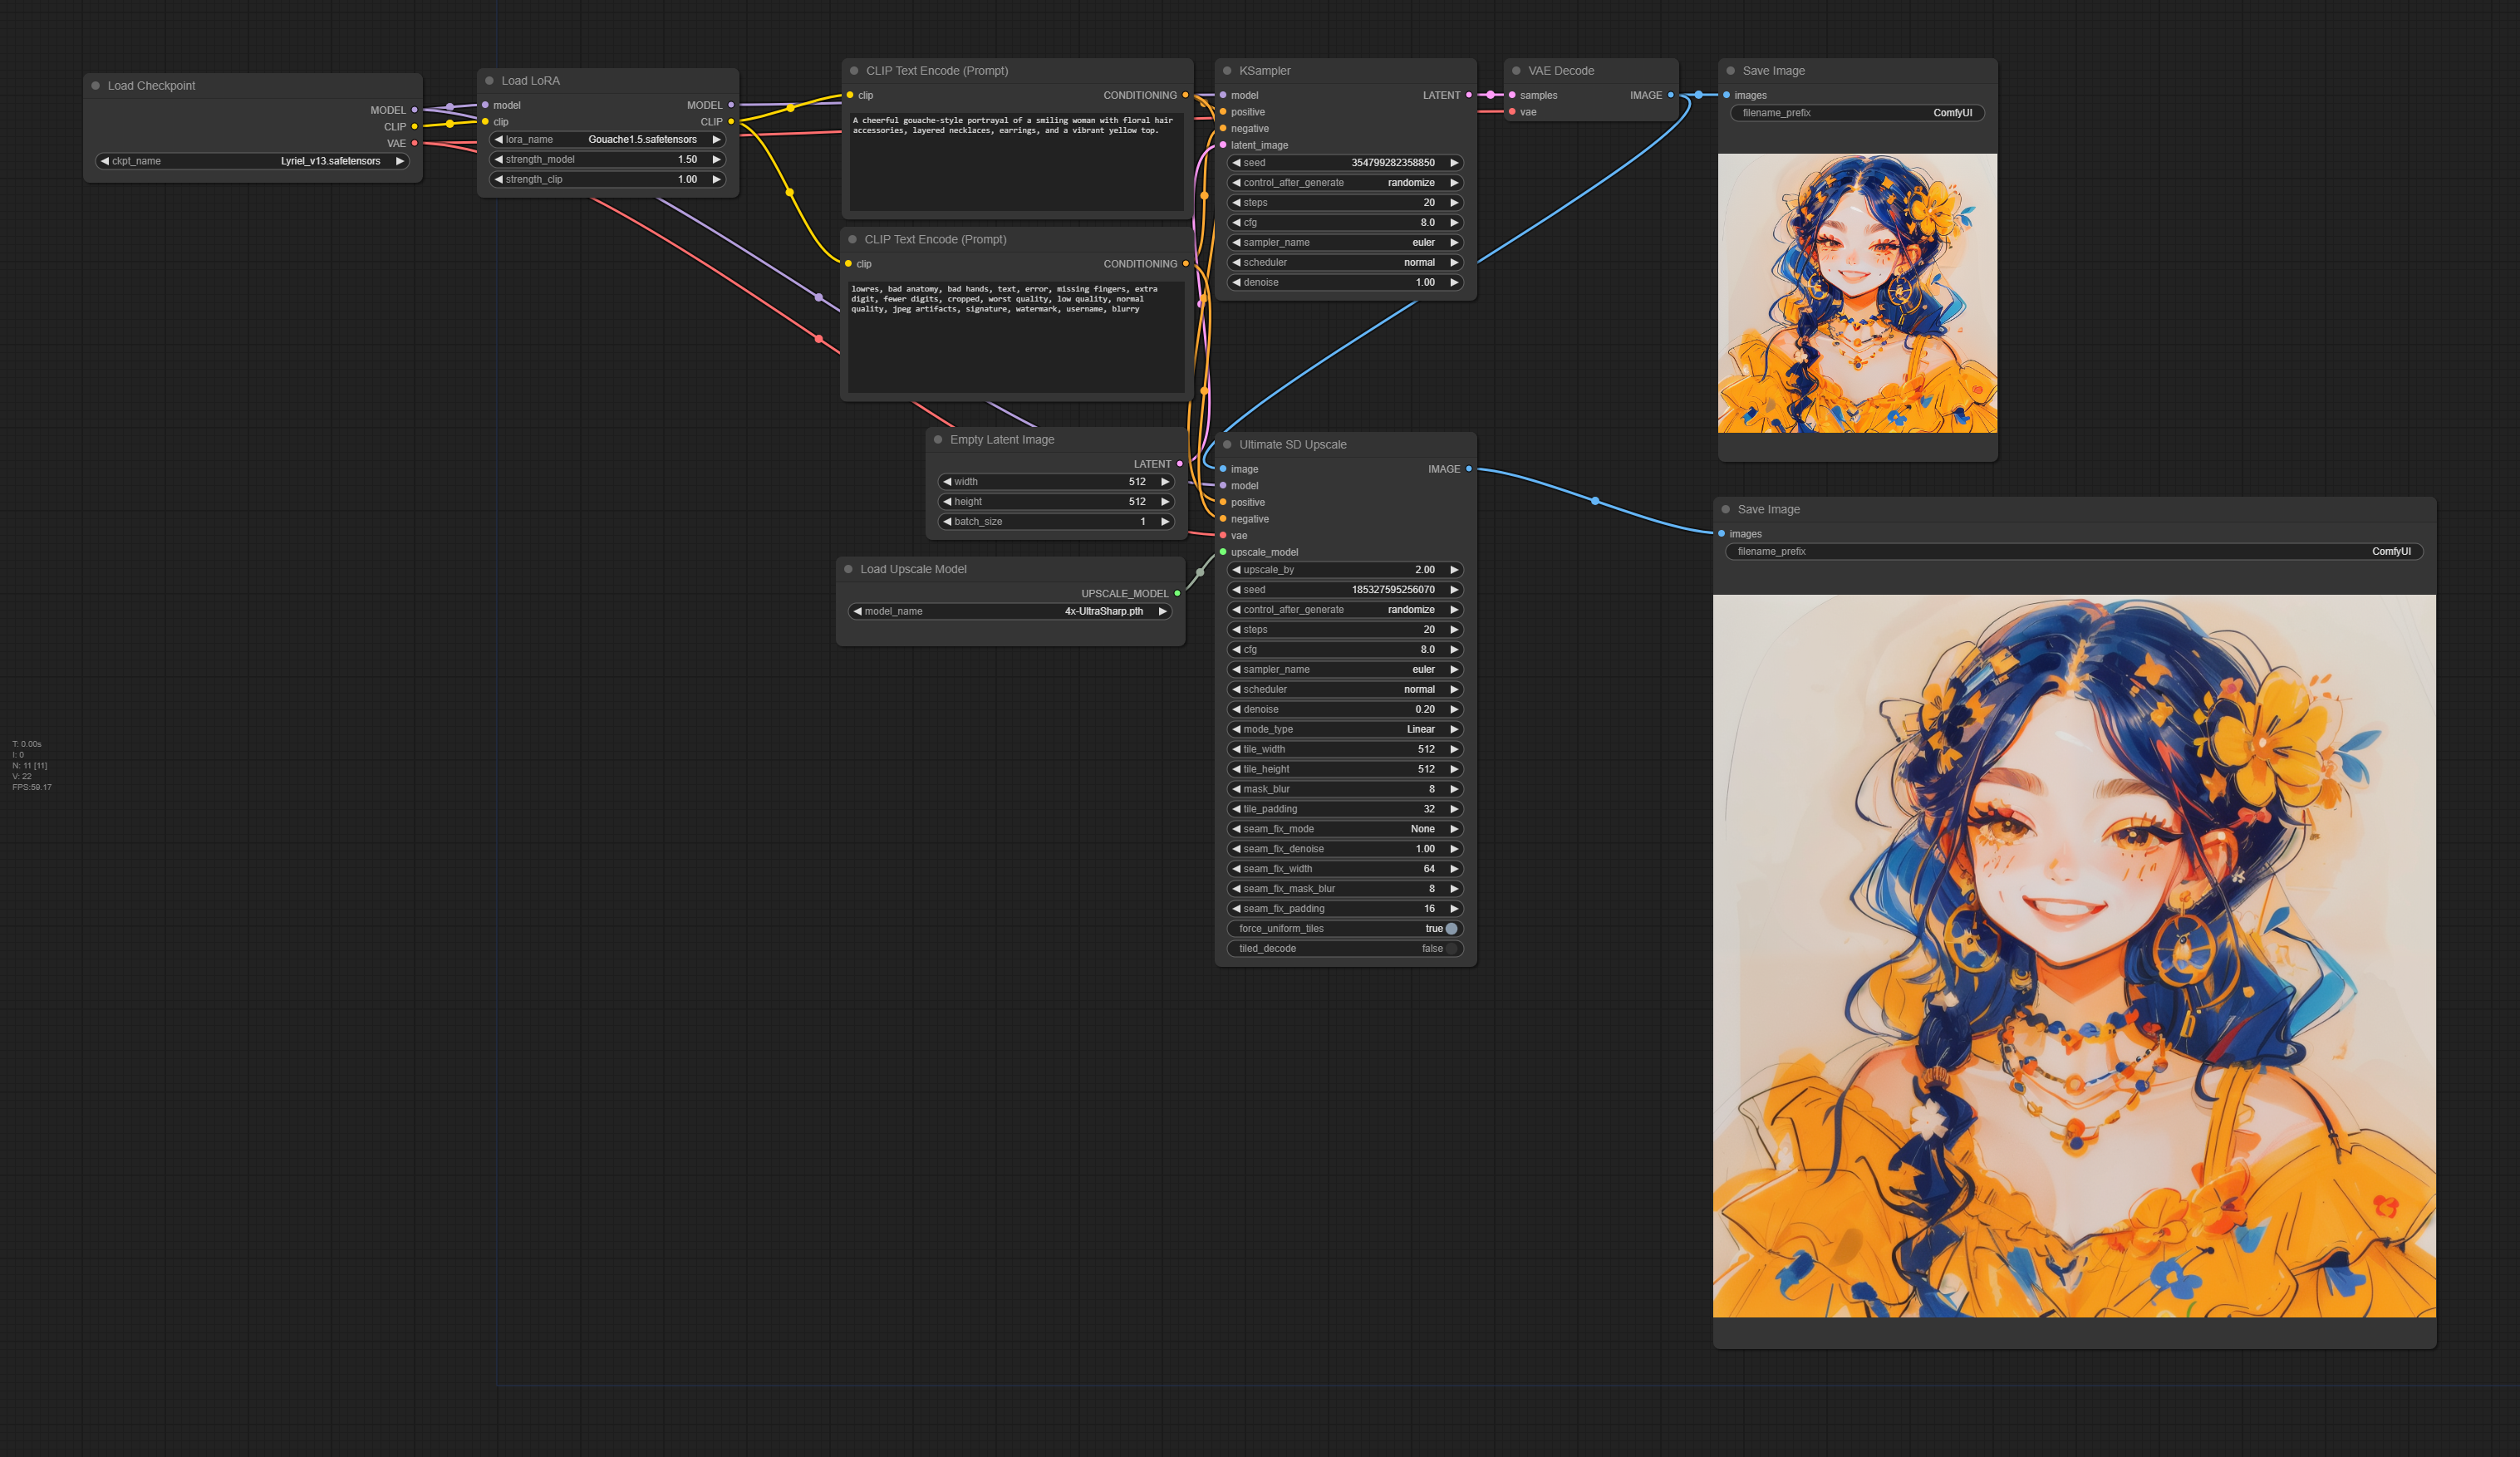 Load Checkpoint
MODEL
CLIP
VAE
ckpt_name Lyriel_v13.safetensors
Load LoRA
model MODEL
clip CLIP
lora_name Gouache1.5.safetensors
strength_model 1.50
strength_clip 1.00
CLIP Text Encode (Prompt)
clip CONDITIONING
A cheerful gouache-style portrayal of a smiling woman with floral hair
accessories, layered necklaces, earrings, and a vibrant yellow top.
CLIP Text Encode (Prompt)
clip CONDITIONING
lowres, bad anatomy, bad hands, text, error, missing fingers, extra
digit, fewer digits, cropped, worst quality, low quality, normal
quality, jpeg artifacts, signature, watermark, username, blurry
Empty Latent Image
LATENT
width 512
height 512
batch_size 1
Load Upscale Model
UPSCALE_MODEL
model_name 4x-UltraSharp.pth
KSampler
model LATENT
positive
negative
latent_image
seed 354799282358850
control_after_generate randomize
steps 20
cfg 8.0
sampler_name euler
scheduler normal
denoise 1.00
VAE Decode
samples IMAGE
vae
Save Image
images
filename_prefix ComfyUI
Ultimate SD Upscale
image IMAGE
model
positive
negative
vae
upscale_model
upscale_by 2.00
seed 185327595256070
control_after_generate randomize
steps 20
cfg 8.0
sampler_name euler
scheduler normal
denoise 0.20
mode_type Linear
tile_width 512
tile_height 512
mask_blur 8
tile_padding 32
seam_fix_mode None
seam_fix_denoise 1.00
seam_fix_width 64
seam_fix_mask_blur 8
seam_fix_padding 16
force_uniform_tiles true
tiled_decode false
Save Image
images
filename_prefix ComfyUI
T: 0.00s
I: 0
N: 11 [11]
V: 22
FPS:59.17